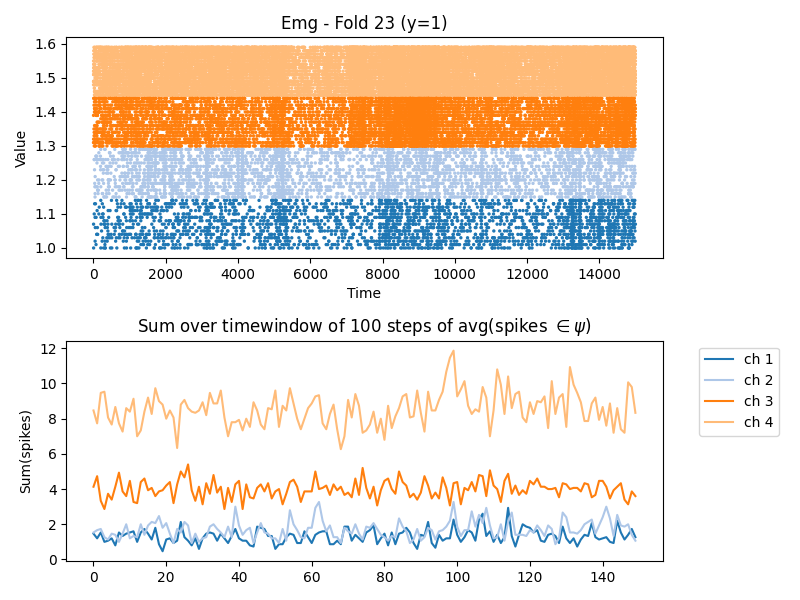 Emg - Fold 23 (y=1)
1.6
1.5
1.4
1.3
1.2
1.1
1.0
Value
0 2000 4000 6000 8000 10000 12000 14000
Time
Sum over timewindow of 100 steps of avg(spikes ∈ ψ)
12
10
8
6
4
2
0
Sum(spikes)
0 20 40 60 80 100 120 140
ch 1
ch 2
ch 3
ch 4